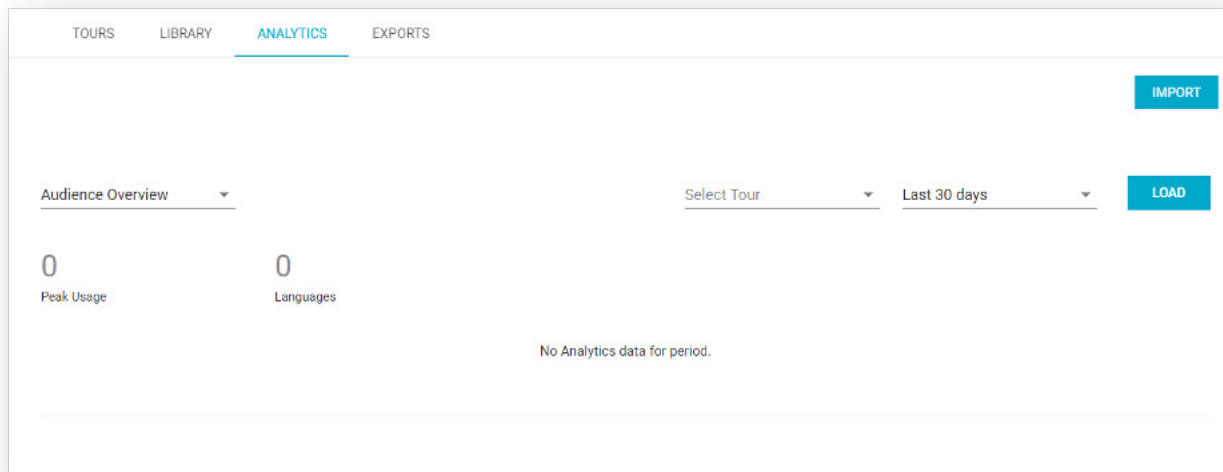 TOURS LIBRARY ANALYTICS EXPORTS
IMPORT
Audience Overview Select Tour Last 30 days LOAD
0 0
Peak Usage Languages
No Analytics data for period.